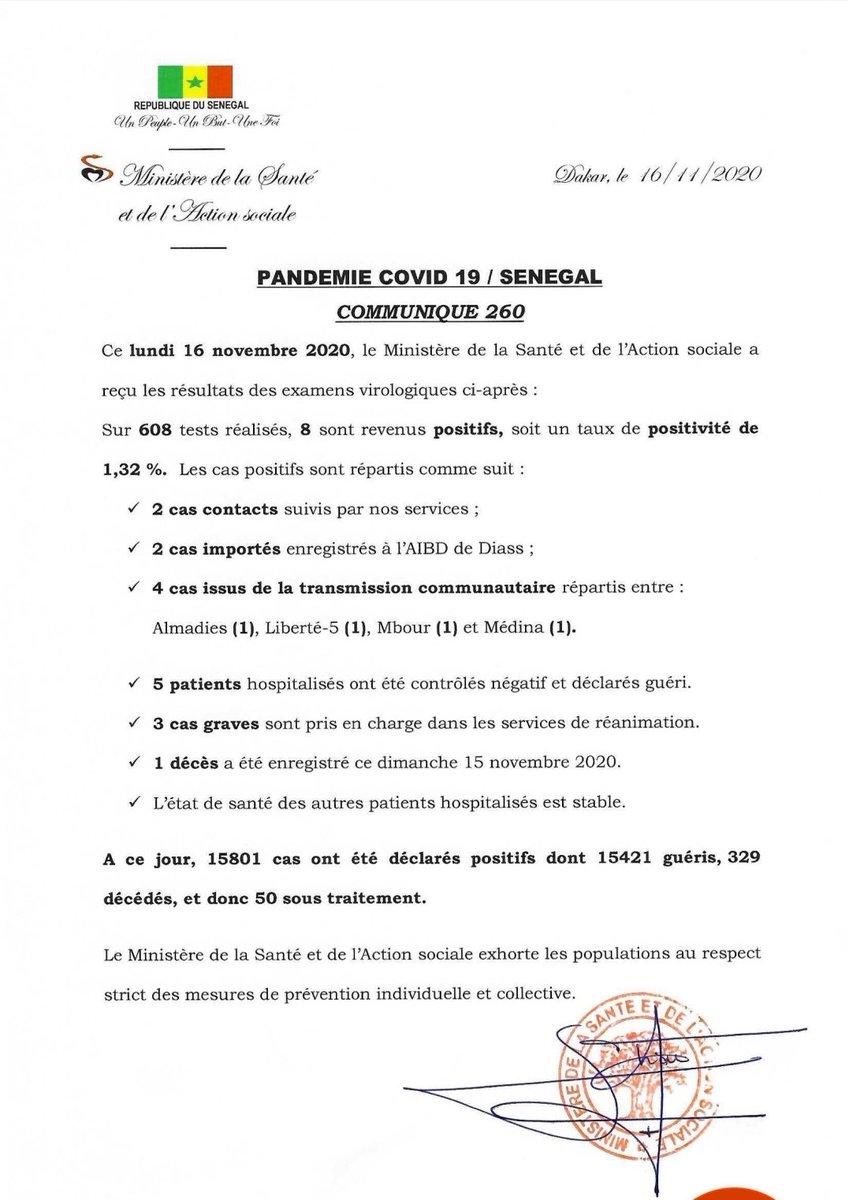 REPUBLIQUE DU SENEGAL
Un Peuple - Un But - Une Foi
Ministère de la Santé
et de l'Action sociale
Dakar, le 16/11/2020
PANDEMIE COVID 19 / SENEGAL
COMMUNIQUE 260
Ce lundi 16 novembre 2020, le Ministère de la Santé et de l'Action sociale a
reçu les résultats des examens virologiques ci-après :
Sur 608 tests réalisés, 8 sont revenus positifs, soit un taux de positivité de
1,32 %. Les cas positifs sont répartis comme suit :
✓ 2 cas contacts suivis par nos services ;
✓ 2 cas importés enregistrés à l'AIBD de Diass ;
✓ 4 cas issus de la transmission communautaire répartis entre :
Almadies (1), Liberté-5 (1), Mbour (1) et Médina (1).
✓ 5 patients hospitalisés ont été contrôlés négatif et déclarés guéri.
✓ 3 cas graves sont pris en charge dans les services de réanimation.
✓ 1 décès a été enregistré ce dimanche 15 novembre 2020.
✓ L'état de santé des autres patients hospitalisés est stable.
A ce jour, 15801 cas ont été déclarés positifs dont 15421 guéris, 329
décédés, et donc 50 sous traitement.
Le Ministère de la Santé et de l'Action sociale exhorte les populations au respect
strict des mesures de prévention individuelle et collective.
MINISTÈRE DE LA SANTE ET DE L'ACTION SOCIALE